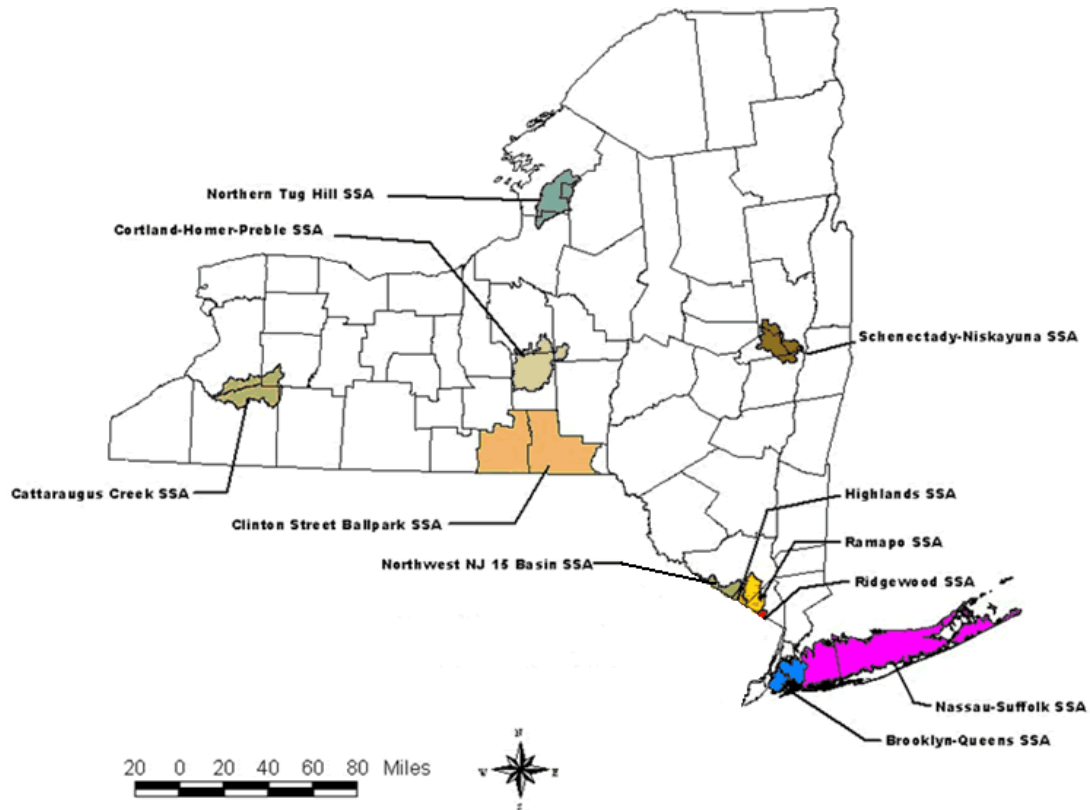 Northern Tug Hill SSA
Cortland-Homer-Preble SSA
Schenectady-Niskayuna SSA
Cattaraugus Creek SSA
Clinton Street Ballpark SSA
Highlands SSA
Ramapo SSA
Northwest NJ 15 Basin SSA
Ridgewood SSA
Nassau-Suffolk SSA
Brooklyn-Queens SSA
N
W E
S
20 0 20 40 60 80 Miles